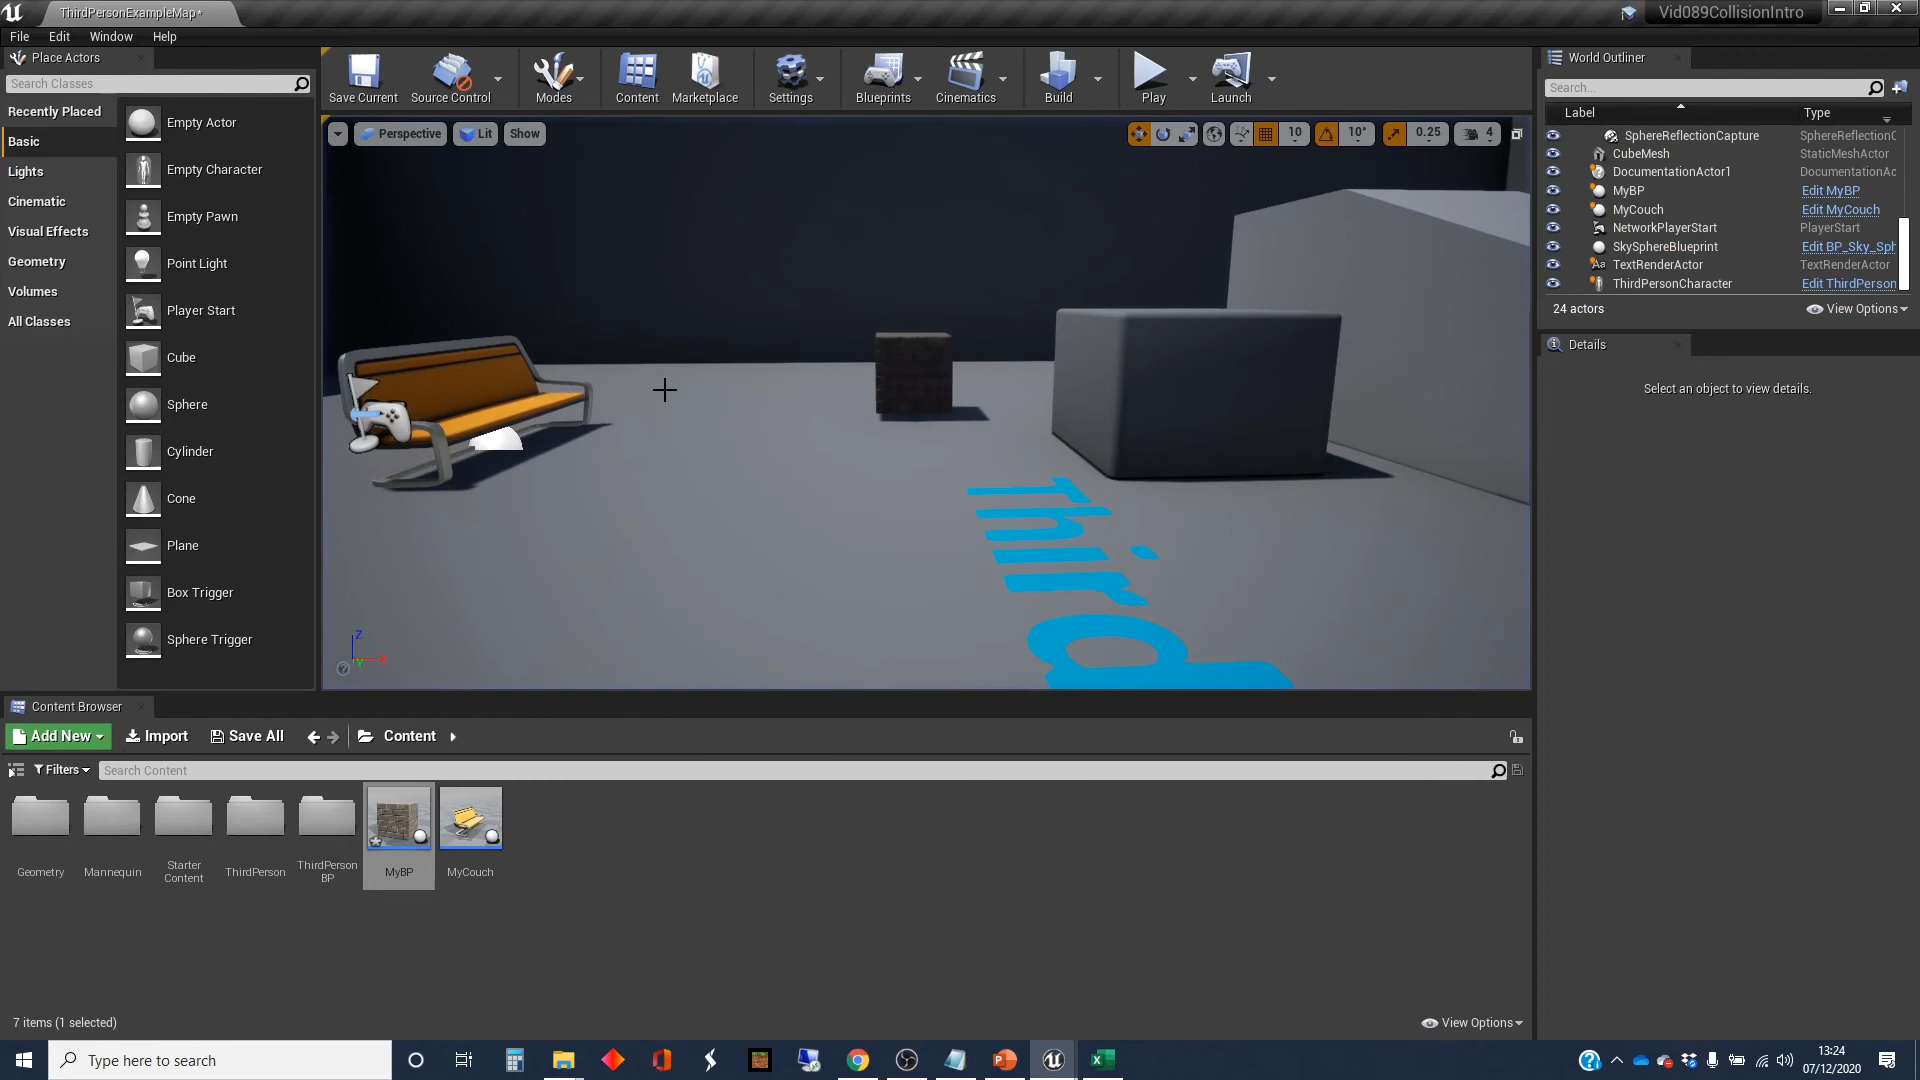 ThirdPersonExampleMap*
Vid089CollisionIntro
File Edit Window Help
Place Actors
Search Classes
Recently Placed
Basic
Lights
Cinematic
Visual Effects
Geometry
Volumes
All Classes
Empty Actor
Empty Character
Empty Pawn
Point Light
Player Start
Cube
Sphere
Cylinder
Cone
Plane
Box Trigger
Sphere Trigger
Save Current Source Control Modes Content Marketplace Settings Blueprints Cinematics Build Play Launch
Perspective Lit Show
10 10° 0.25 4
Third
Z
X
Y
World Outliner
Search...
Label Type
SphereReflectionCapture SphereReflectionC
CubeMesh StaticMeshActor
DocumentationActor1 DocumentationAc
MyBP Edit MyBP
MyCouch Edit MyCouch
NetworkPlayerStart PlayerStart
SkySphereBlueprint Edit BP_Sky_Sph
TextRenderActor TextRenderActor
ThirdPersonCharacter Edit ThirdPerson
24 actors View Options
Details
Select an object to view details.
Content Browser
Add New Import Save All Content
Filters Search Content
Geometry
Mannequin
Starter
Content
ThirdPerson
ThirdPerson
BP
MyBP
MyCouch
7 items (1 selected) View Options
Type here to search
13:24
07/12/2020